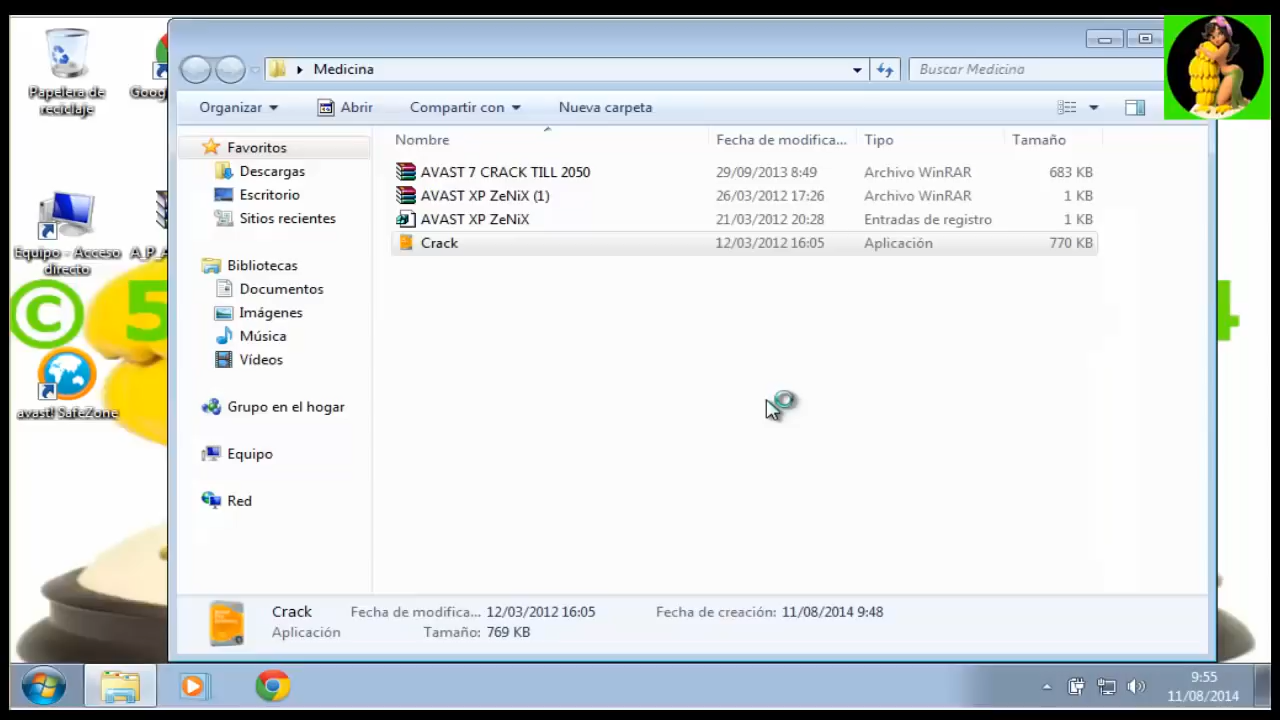 Papelera de
reciclaje
Goog
Equipo - Acceso
directo
A_P_A
avast! SafeZone
© 5
4
Medicina
Buscar Medicina
Organizar
Abrir
Compartir con
Nueva carpeta
Favoritos
Descargas
Escritorio
Sitios recientes
Bibliotecas
Documentos
Imágenes
Música
Vídeos
Grupo en el hogar
Equipo
Red
Nombre Fecha de modifica... Tipo Tamaño
AVAST 7 CRACK TILL 2050 29/09/2013 8:49 Archivo WinRAR 683 KB
AVAST XP ZeNiX (1) 26/03/2012 17:26 Archivo WinRAR 1 KB
AVAST XP ZeNiX 21/03/2012 20:28 Entradas de registro 1 KB
Crack 12/03/2012 16:05 Aplicación 770 KB
Crack Fecha de modifica... 12/03/2012 16:05 Fecha de creación: 11/08/2014 9:48
Aplicación Tamaño: 769 KB
9:55
11/08/2014